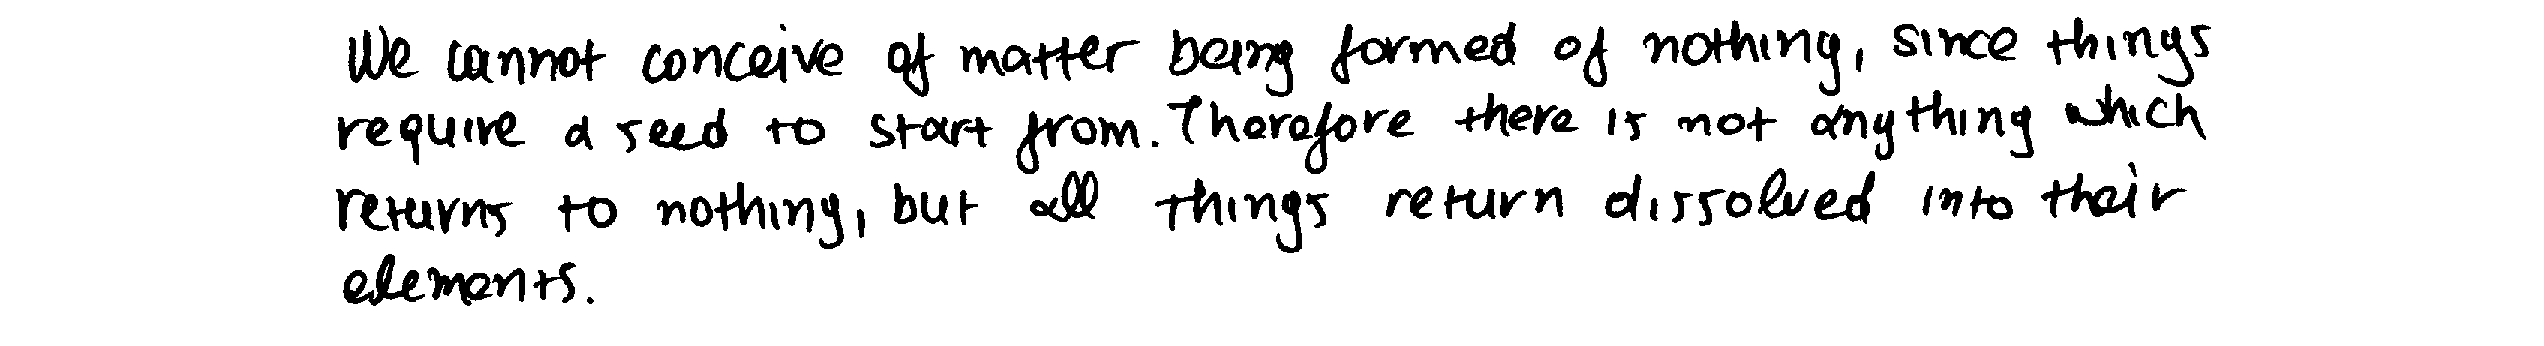 We cannot conceive of matter being formed of nothing, since things
require a seed to start from. Therefore there is not anything which
returns to nothing, but all things return dissolved into their
elements.